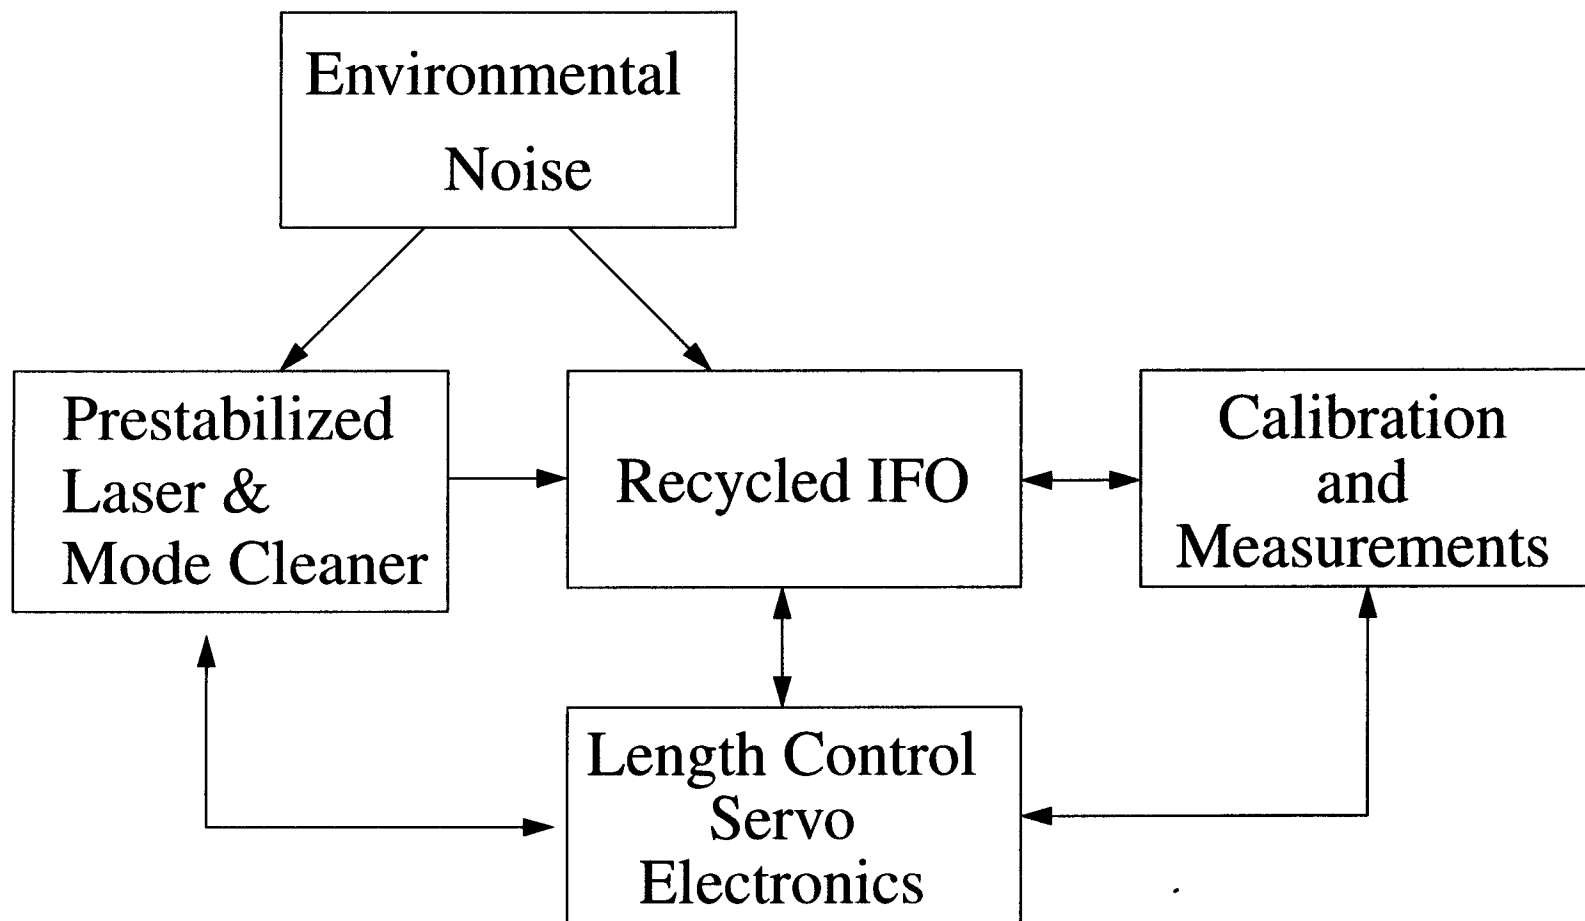 Environmental
Noise
Prestabilized
Laser &
Mode Cleaner
Recycled IFO
Calibration
and
Measurements
Length Control
Servo
Electronics